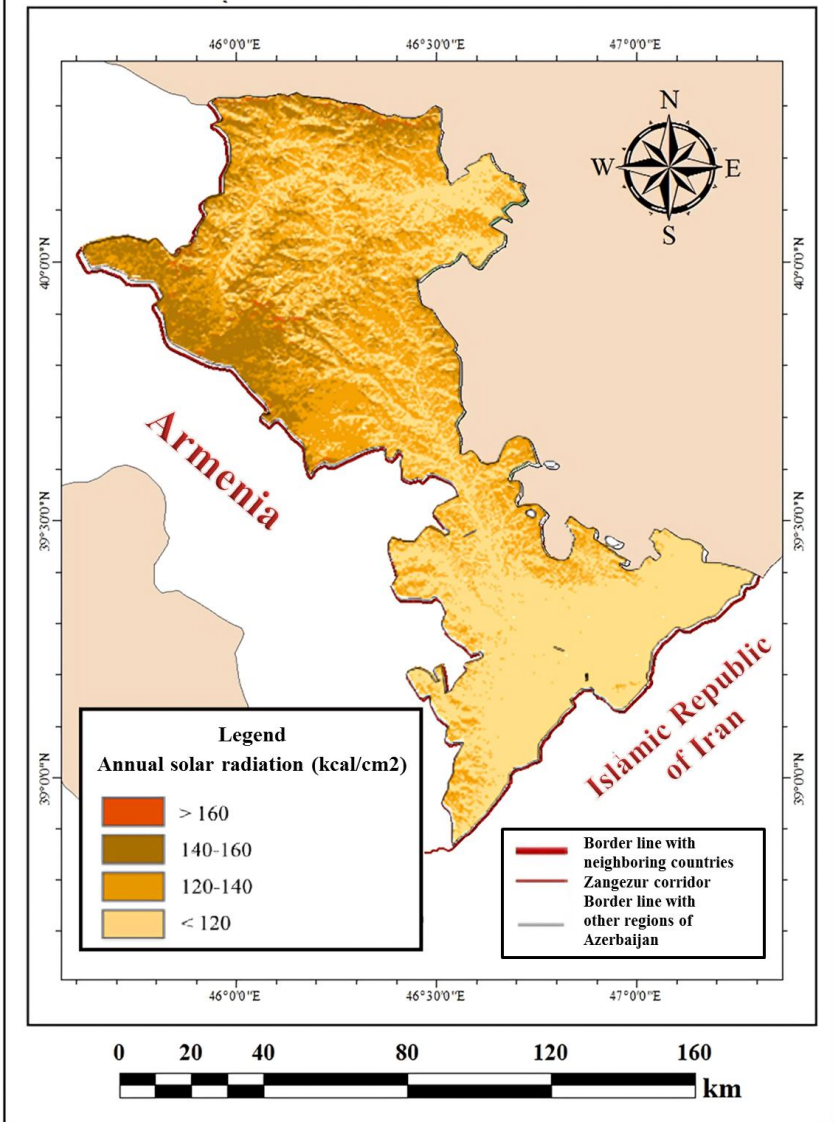 46°0'0"E
46°30'0"E
47°0'0"E
N
W
E
S
40°0'0"N
40°0'0"N
Armenia
39°30'0"N
39°30'0"N
Islamic Republic
of Iran
39°0'0"N
39°0'0"N
Legend
Annual solar radiation (kcal/cm2)
> 160
140-160
120-140
< 120
Border line with
neighboring countries
Zangezur corridor
Border line with
other regions of
Azerbaijan
46°0'0"E
46°30'0"E
47°0'0"E
0 20 40 80 120 160
km